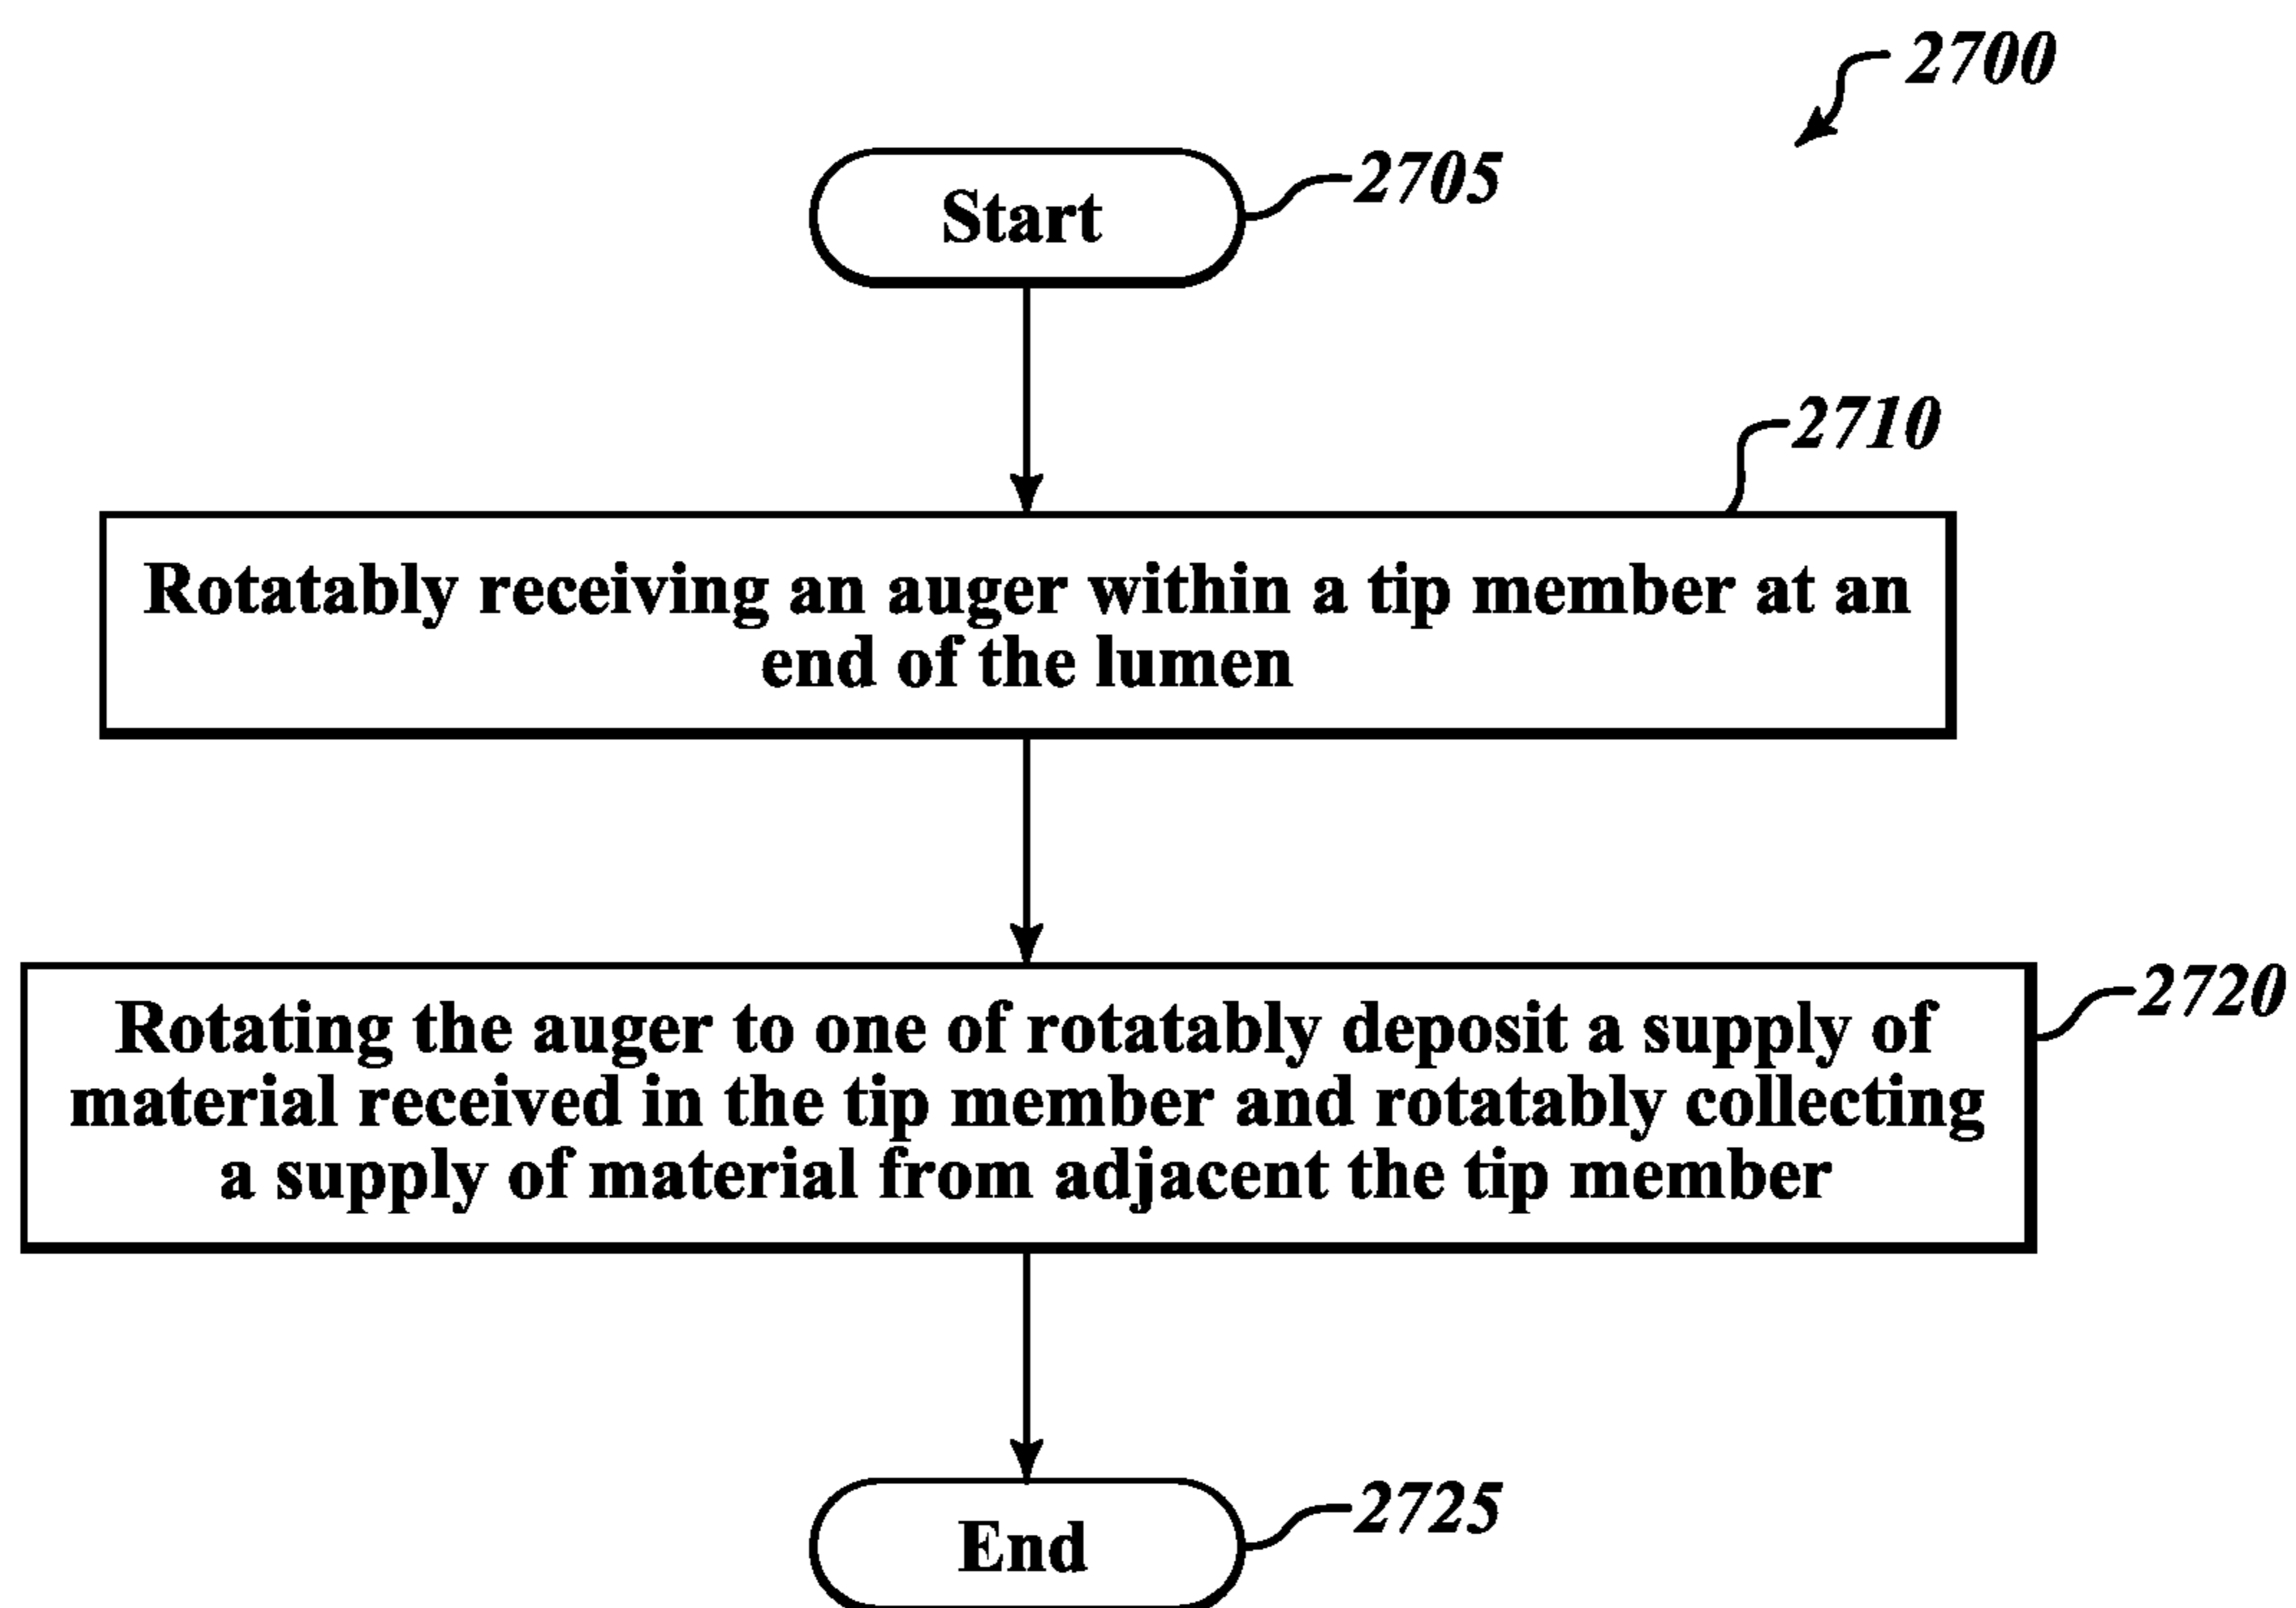 2700
Start
2705
2710
Rotatably receiving an auger within a tip member at an
end of the lumen
2720
Rotating the auger to one of rotatably deposit a supply of
material received in the tip member and rotatably collecting
a supply of material from adjacent the tip member
End
2725